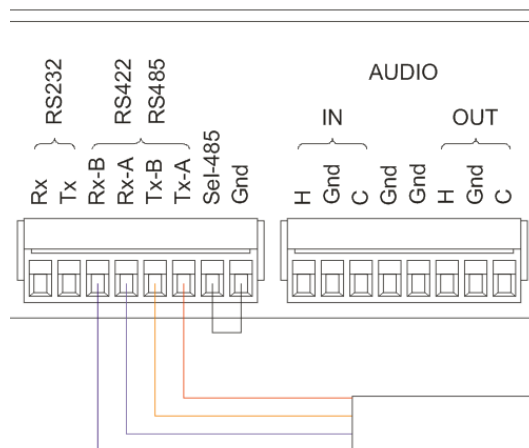 AUDIO
RS232
RS422
RS485
IN
OUT
Rx
Tx
Rx-B
Rx-A
Tx-B
Tx-A
Sel-485
Gnd
H
Gnd
C
Gnd
Gnd
H
Gnd
C